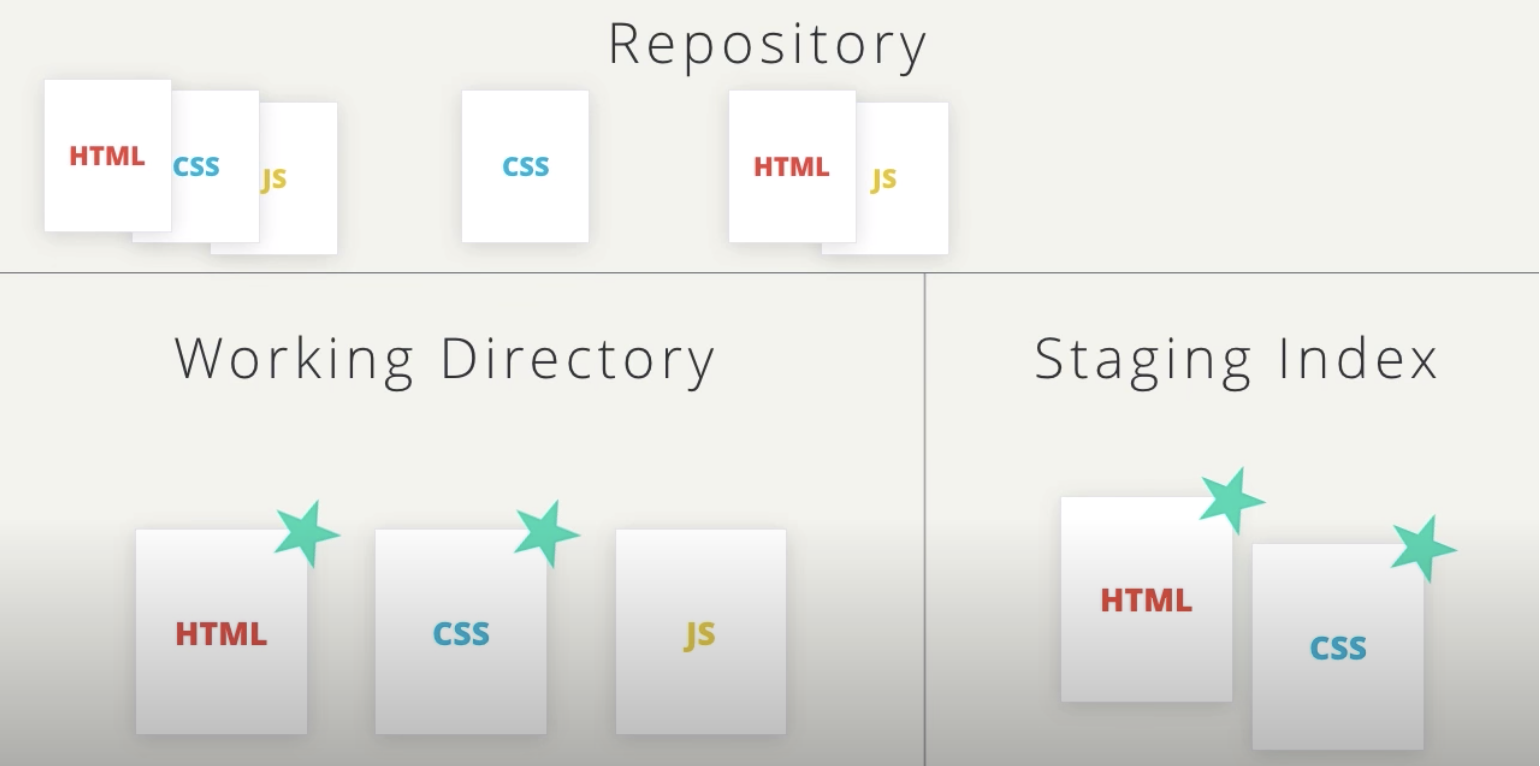 Repository
HTML
CSS
JS
CSS
HTML
JS
Working Directory
HTML
CSS
JS
Staging Index
HTML
CSS